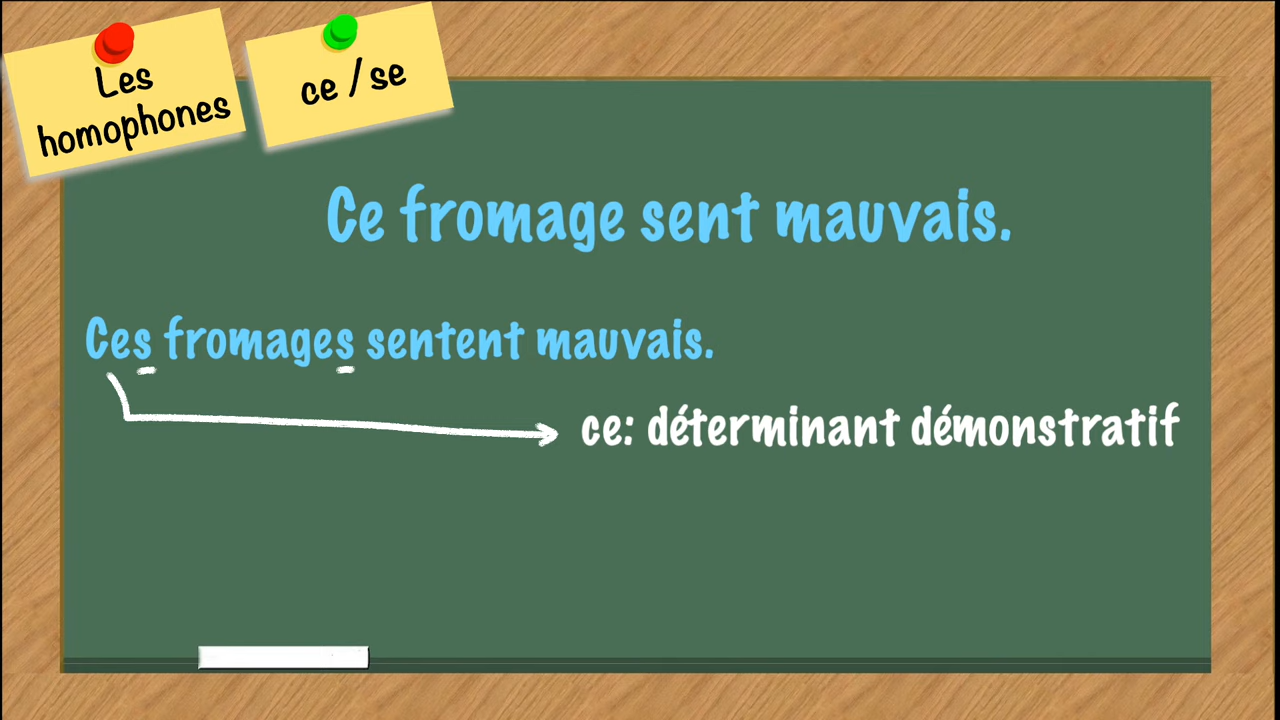 Les
homophones
ce / se
Ce fromage sent mauvais.
Ces fromages sentent mauvais.
ce: déterminant démonstratif